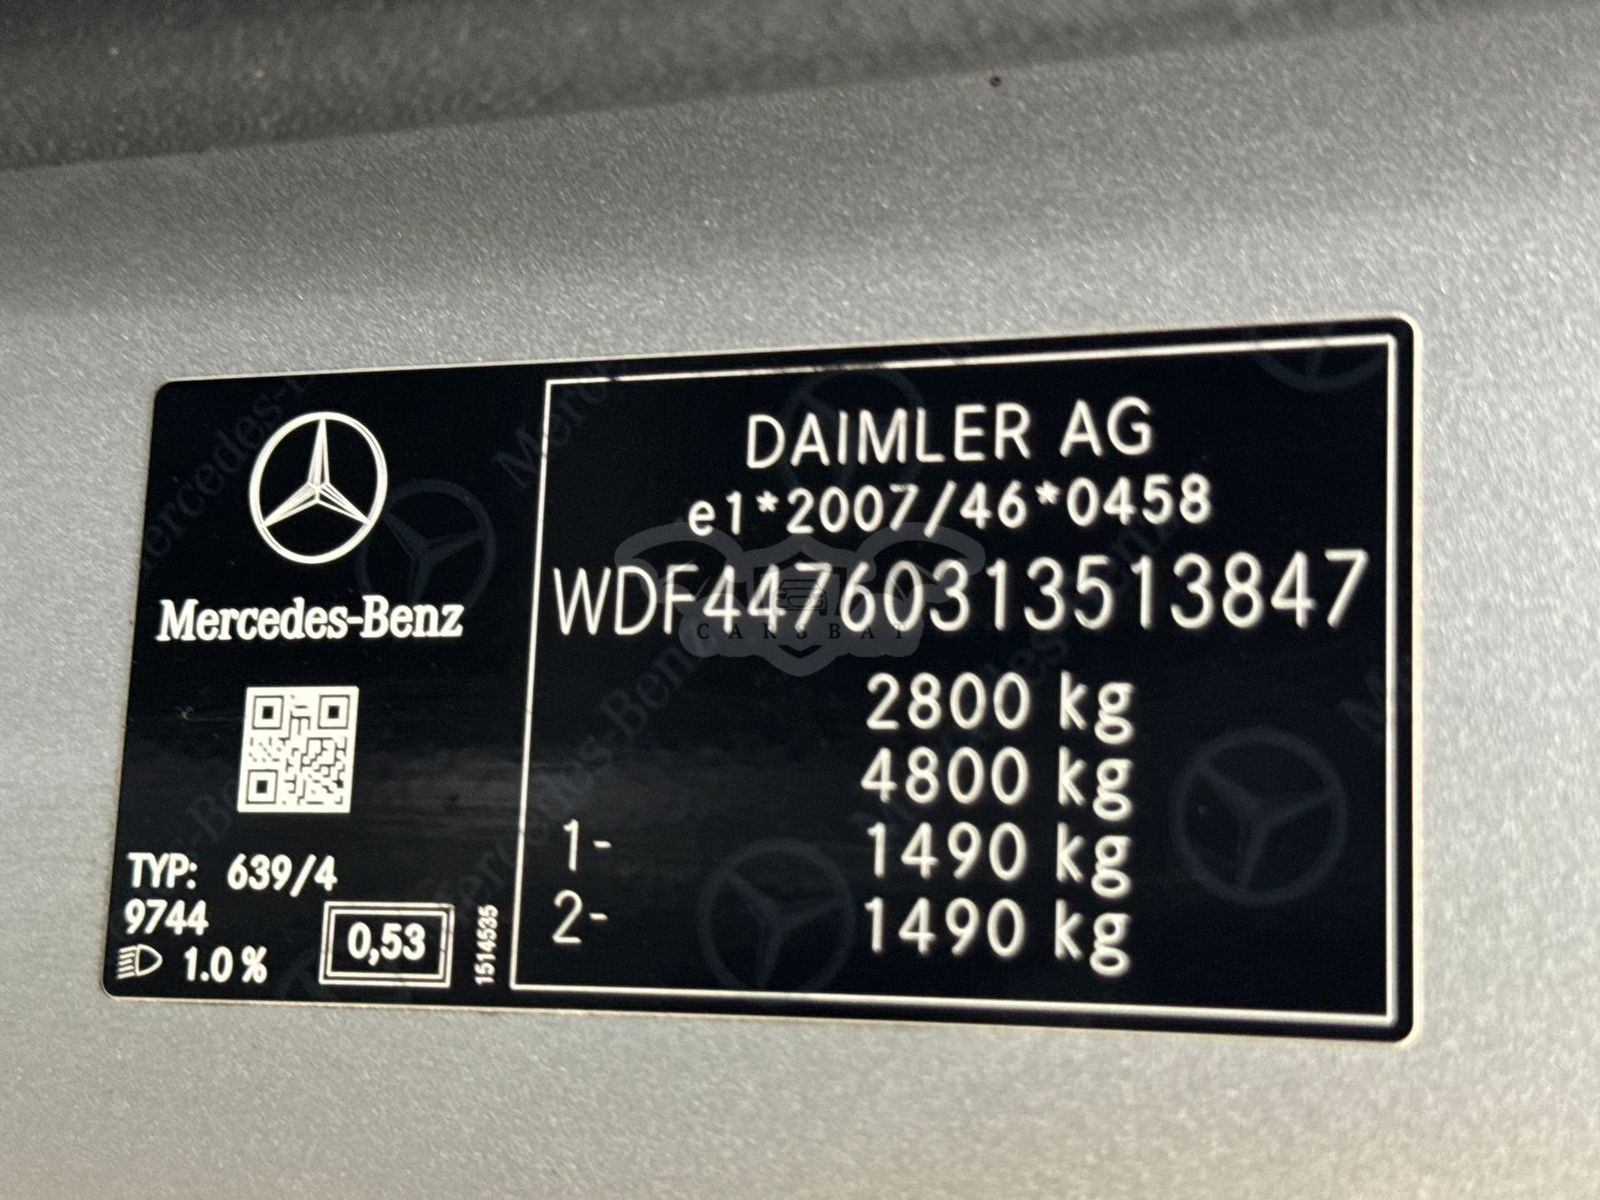 Mercedes-Benz
TYP: 639/4
9744
1.0 %
0,53
1514535
DAIMLER AG
e1*2007/46*0458
WDF44760313513847
CARSBAY
2800 kg
4800 kg
1- 1490 kg
2- 1490 kg